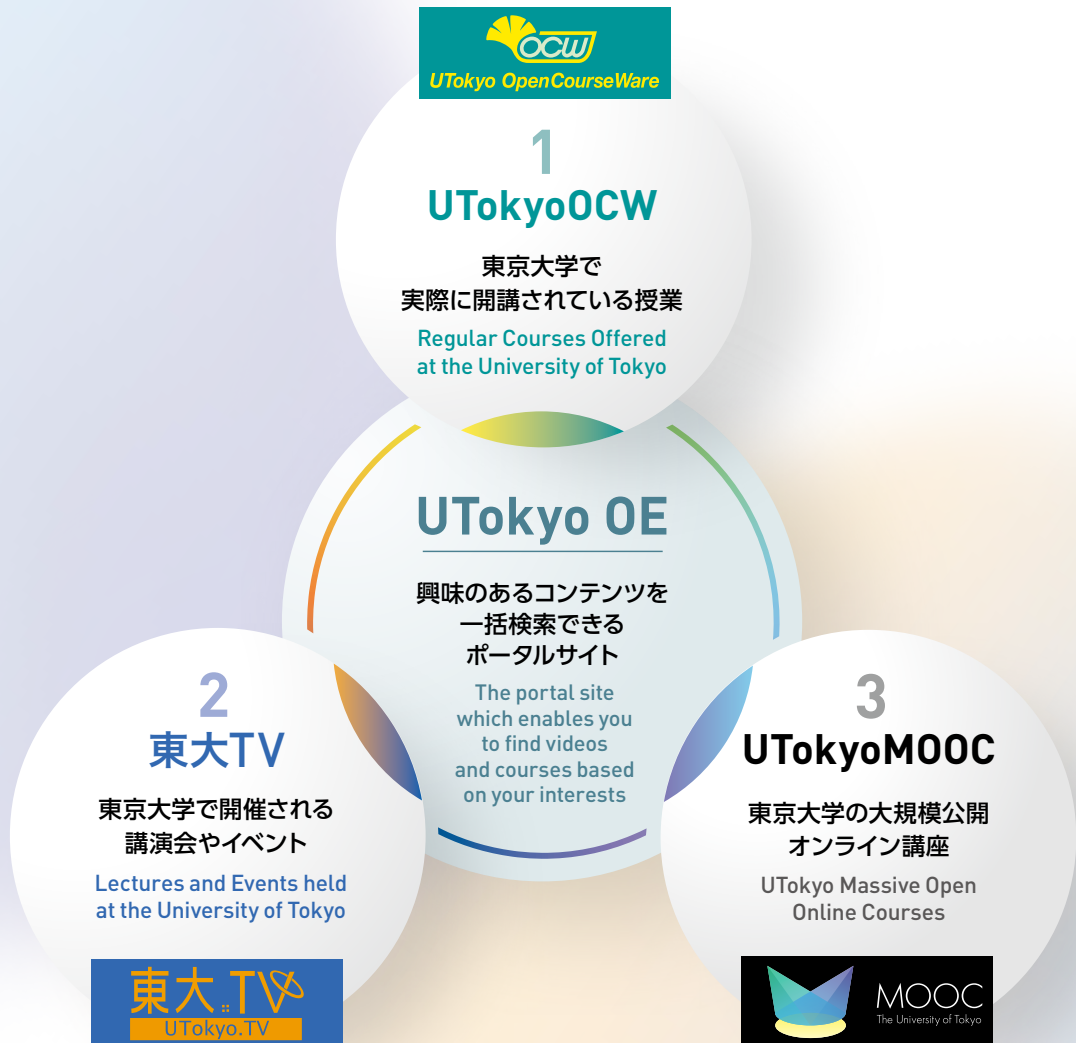 OCW
UTokyo OpenCourseWare
1
UTokyoOCW
東京大学で
実際に開講されている授業
Regular Courses Offered
at the University of Tokyo
UTokyo OE
興味のあるコンテンツを
一括検索できる
ポータルサイト
The portal site
which enables you
to find videos
and courses based
on your interests
2
東大TV
東京大学で開催される
講演会やイベント
Lectures and Events held
at the University of Tokyo
東大TV
UTokyo.TV
3
UTokyoMOOC
東京大学の大規模公開
オンライン講座
UTokyo Massive Open
Online Courses
MOOC
The University of Tokyo